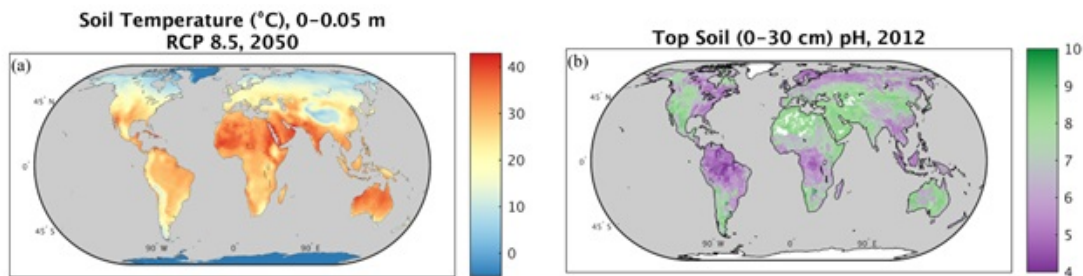 Soil Temperature (°C), 0-0.05 m
RCP 8.5, 2050
(a)
45°N
75°
0°
45°S
90°W
0°
90°E
40
30
20
10
0
Top Soil (0-30 cm) pH, 2012
(b)
45°N
0°
45°S
90°W
0°
90°E
10
9
8
7
6
5
4